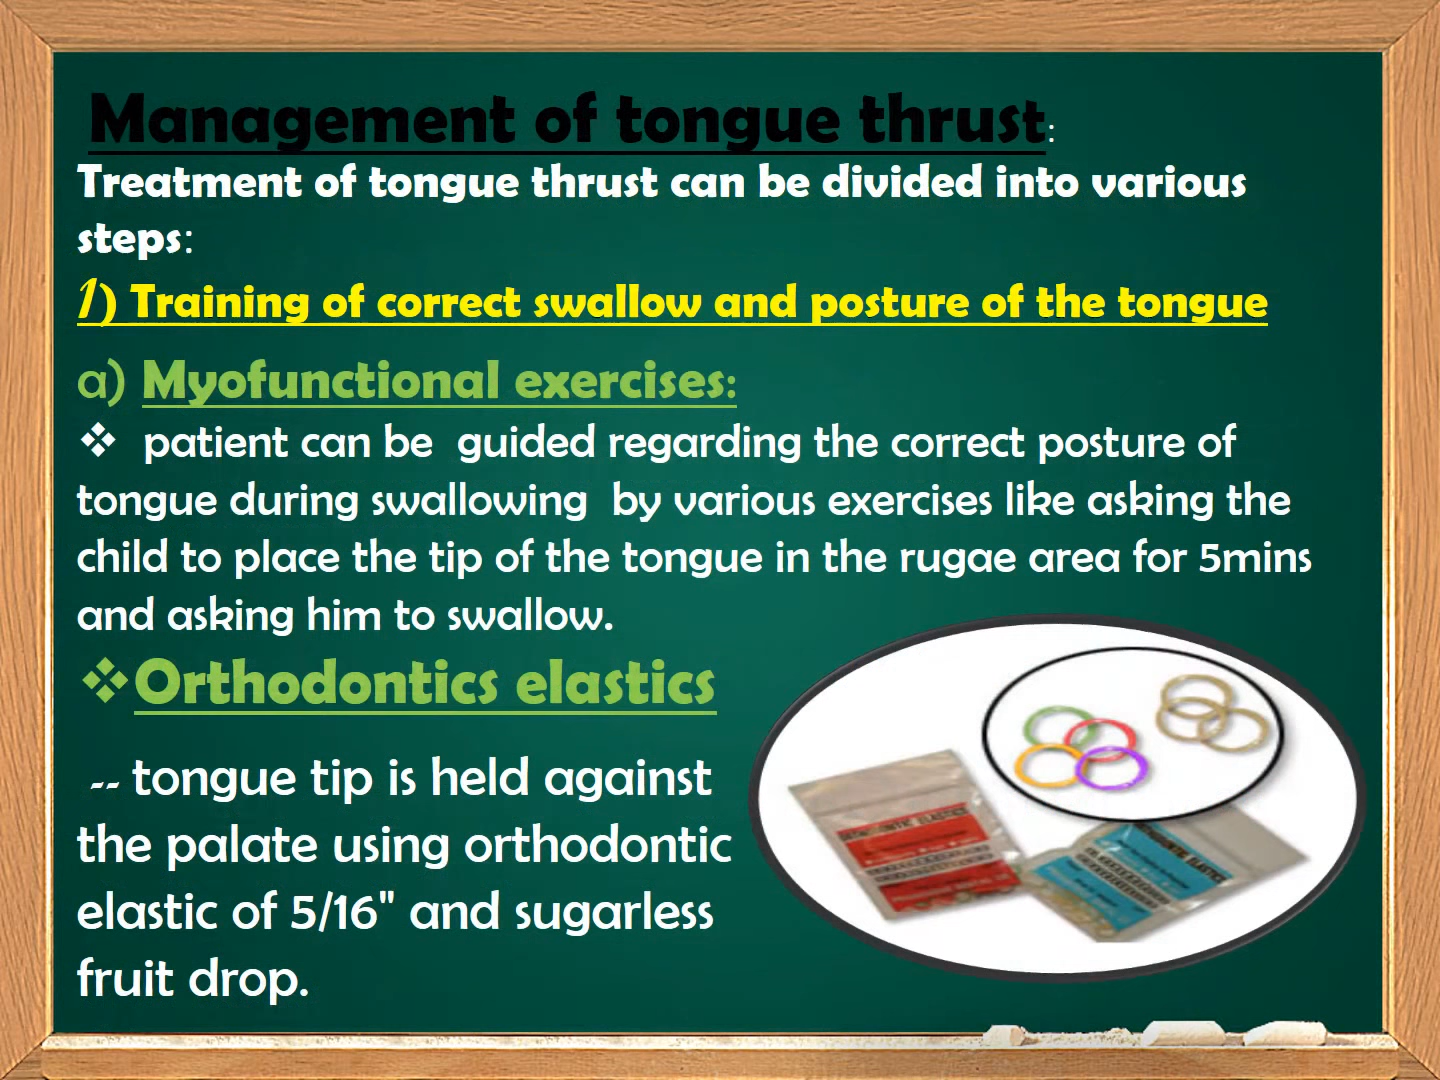 Management of tongue thrust:
Treatment of tongue thrust can be divided into various
steps:
1) Training of correct swallow and posture of the tongue
a) Myofunctional exercises:
❖ patient can be guided regarding the correct posture of
tongue during swallowing by various exercises like asking the
child to place the tip of the tongue in the rugae area for 5mins
and asking him to swallow.
❖Orthodontics elastics
-- tongue tip is held against
the palate using orthodontic
elastic of 5/16" and sugarless
fruit drop.
ORTHODONTIC ELASTICS